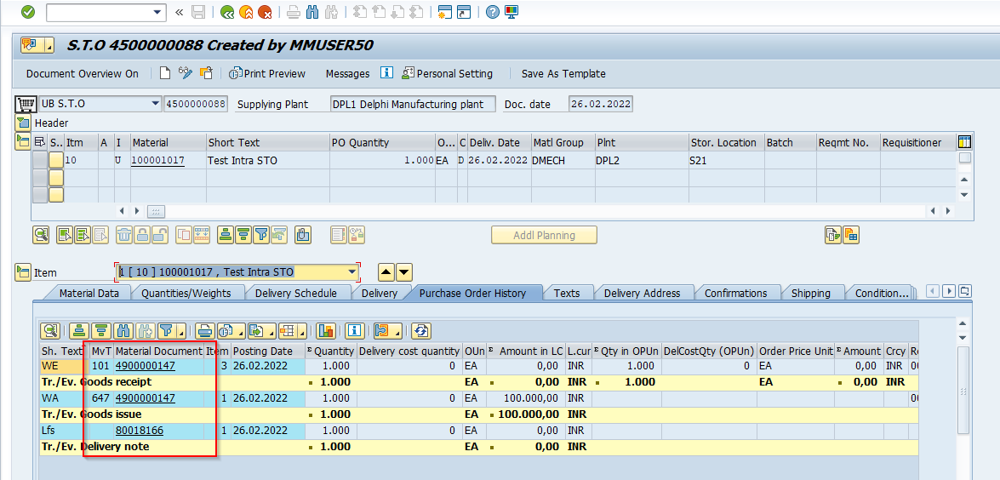 S.T.O 4500000088 Created by MMUSER50
Document Overview On Print Preview Messages Personal Setting Save As Template
UB S.T.O 4500000088 Supplying Plant DPL1 Delphi Manufacturing plant Doc. date 26.02.2022
Header
S.. Itm A I Material Short Text PO Quantity O... C Deliv. Date Matl Group Plnt Stor. Location Batch Reqmt No. Requisitioner
10 U 100001017 Test Intra STO 1.000 EA D 26.02.2022 DMECH DPL2 S21
Addl Planning
Item 1 [ 10 ] 100001017 , Test Intra STO
Material Data Quantities/Weights Delivery Schedule Delivery Purchase Order History Texts Delivery Address Confirmations Shipping Condition...
Sh. Text MvT Material Document Item Posting Date Quantity Delivery cost quantity OUn Amount in LC L.cur Qty in OPUn DelCostQty (OPUn) Order Price Unit Amount Crcy Re
WE 101 4900000147 3 26.02.2022 1.000 0 EA 0,00 INR 1.000 0 EA 0,00 INR 00
Tr./Ev. Goods receipt 1.000 EA 0,00 INR 1.000 EA 0,00 INR
WA 647 4900000147 1 26.02.2022 1.000 0 EA 100.000,00 INR 00
Tr./Ev. Goods issue 1.000 EA 100.000,00 INR
Lfs 80018166 1 26.02.2022 1.000 0 EA 0,00 INR
Tr./Ev. Delivery note 1.000 EA 0,00 INR